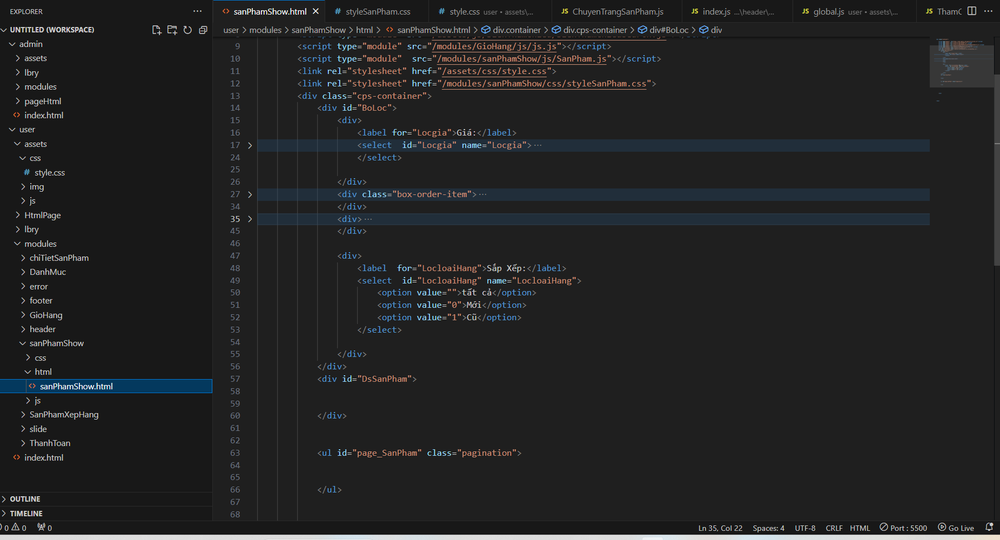 EXPLORER
UNTITLED (WORKSPACE)
admin
assets
lbry
modules
pageHtml
index.html
user
assets
css
# style.css
img
js
HtmlPage
lbry
modules
chiTietSanPham
DanhMuc
error
footer
GioHang
header
sanPhamShow
css
html
sanPhamShow.html
js
SanPhamXepHang
slide
ThanhToan
index.html
OUTLINE
TIMELINE
sanPhamShow.html
# styleSanPham.css
# style.css user • assets\...
JS ChuyenTrangSanPham.js
JS index.js ...\header\...
JS global.js user • assets\...
JS Tham
user > modules > sanPhamShow > html > sanPhamShow.html > div.container > div.cps-container > div#BoLoc > div
9 <script type="module" src="/modules/GioHang/js/js.js"></script>
10 <script type="module"  src="/modules/sanPhamShow/js/SanPham.js"></script>
11 <link rel="stylesheet" href="/assets/css/style.css">
12 <link rel="stylesheet" href="/modules/sanPhamShow/css/styleSanPham.css">
13 <div class="cps-container">
14 <div id="BoLoc">
15 <div>
16 <label for="Locgia">Giá:</label>
17 <select  id="Locgia" name="Locgia">···
24 </select>
25
26 </div>
27 <div class="box-order-item">···
34 </div>
35 <div>···
45 </div>
46
47 <div>
48 <label  for="LocloaiHang">Sắp Xếp:</label>
49 <select  id="LocloaiHang" name="LocloaiHang">
50 <option value="">tất cả</option>
51 <option value="0">Mới</option>
52 <option value="1">Cũ</option>
53 </select>
54
55 </div>
56 </div>
57 <div id="DsSanPham">
58
59
60 </div>
61
62
63 <ul id="page_SanPham" class="pagination">
64
65
66 </ul>
67
68
0 0 0
Ln 35, Col 22 Spaces: 4 UTF-8 CRLF HTML Port : 5500 Go Live